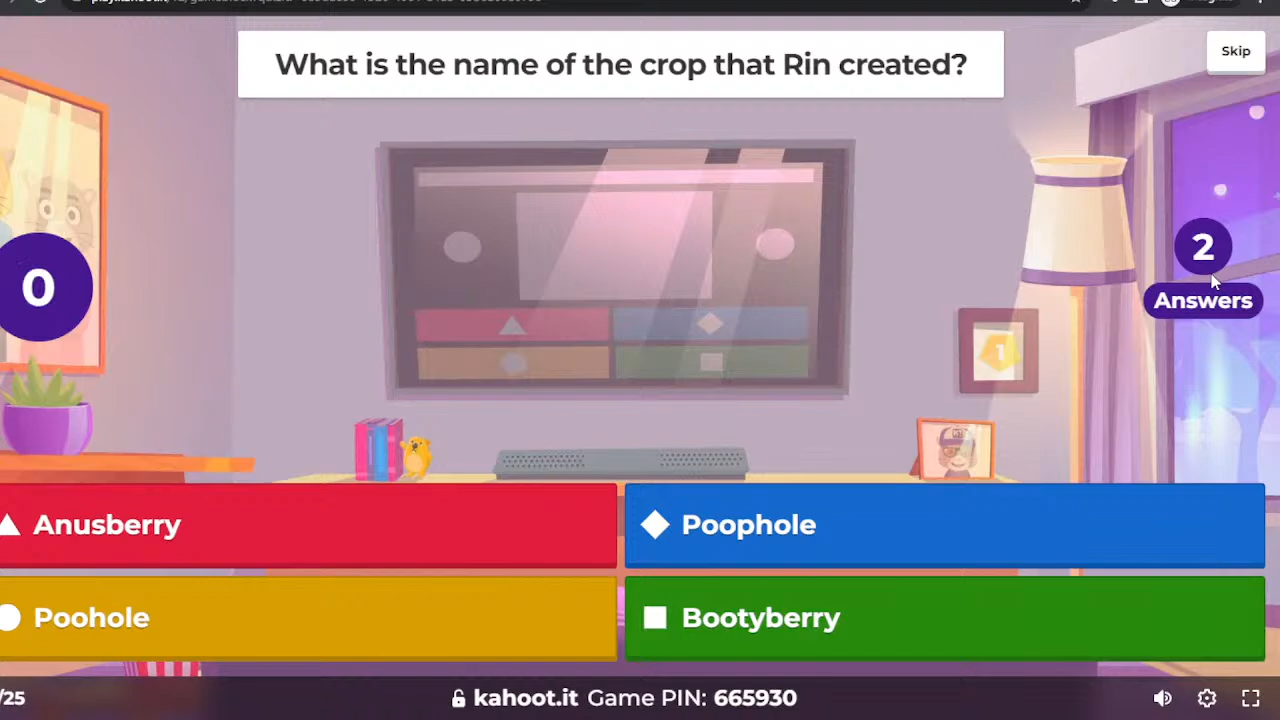 What is the name of the crop that Rin created?
Skip
0
2
Answers
1
Anusberry
Poophole
Poohole
Bootyberry
/25
kahoot.it Game PIN: 665930